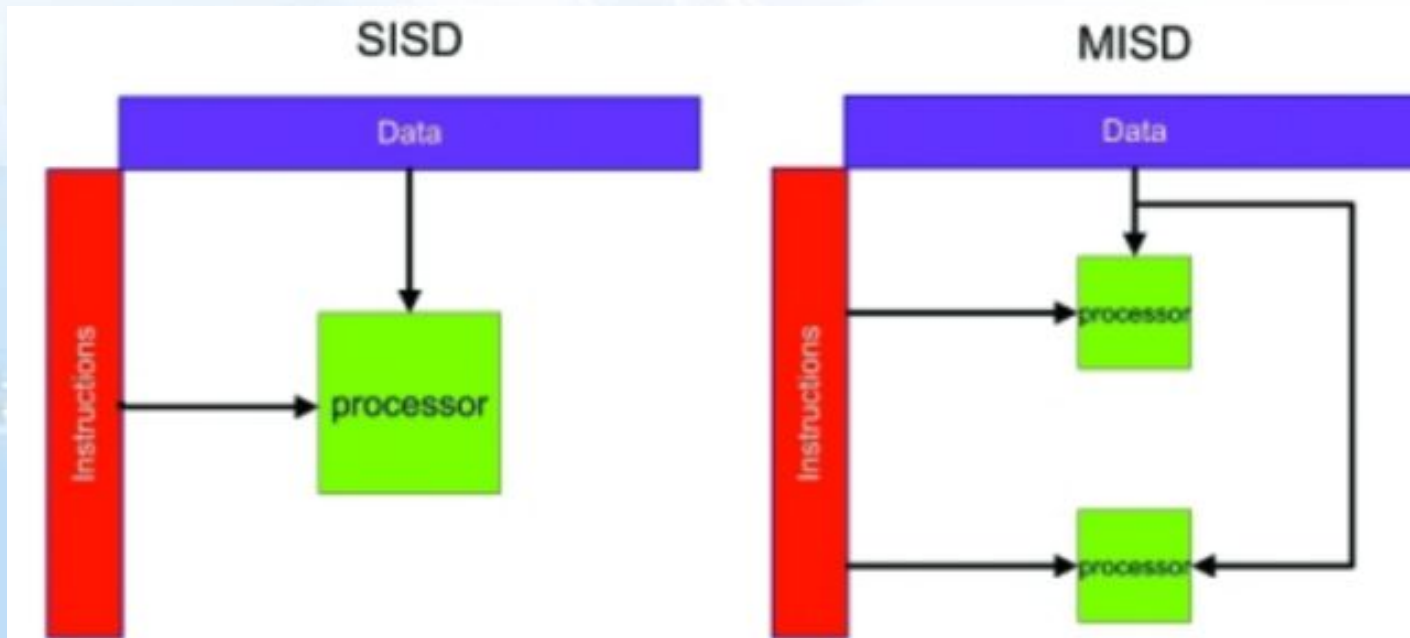 SISD
Data
Instructions
processor
MISD
Data
Instructions
processor
processor